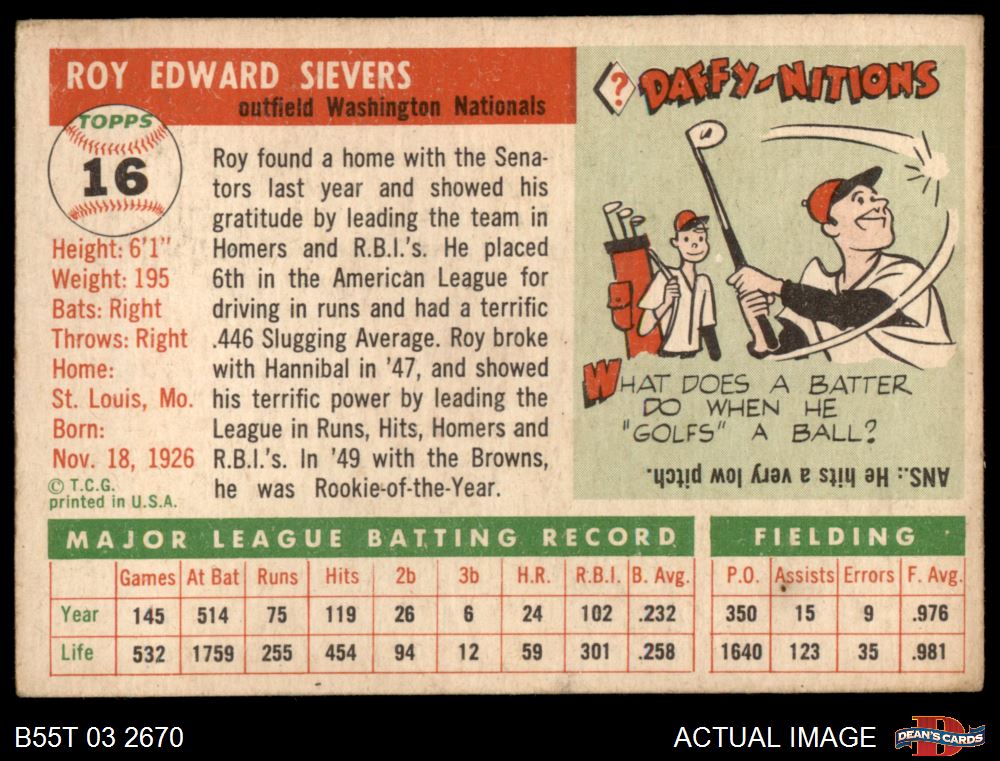 ROY EDWARD SIEVERS
outfield Washington Nationals
TOPPS
16
Height: 6'1"
Weight: 195
Bats: Right
Throws: Right
Home:
St. Louis, Mo.
Born:
Nov. 18, 1926
© T.C.G.
printed in U.S.A.
Roy found a home with the Sena-
tors last year and showed his
gratitude by leading the team in
Homers and R.B.I.'s. He placed
6th in the American League for
driving in runs and had a terrific
.446 Slugging Average. Roy broke
with Hannibal in '47, and showed
his terrific power by leading the
League in Runs, Hits, Homers and
R.B.I.'s. In '49 with the Browns,
he was Rookie-of-the-Year.
? DAFFY-NITIONS
WHAT DOES A BATTER
DO WHEN HE
"GOLFS" A BALL?
ANS.: He hits a very low pitch.
MAJOR LEAGUE BATTING RECORD
Games At Bat Runs Hits 2b 3b H.R. R.B.I. B. Avg.
Year 145 514 75 119 26 6 24 102 .232
Life 532 1759 255 454 94 12 59 301 .258
FIELDING
P.O. Assists Errors F. Avg.
350 15 9 .976
1640 123 35 .981
B55T 03 2670
ACTUAL IMAGE
D
DEAN'S CARDS